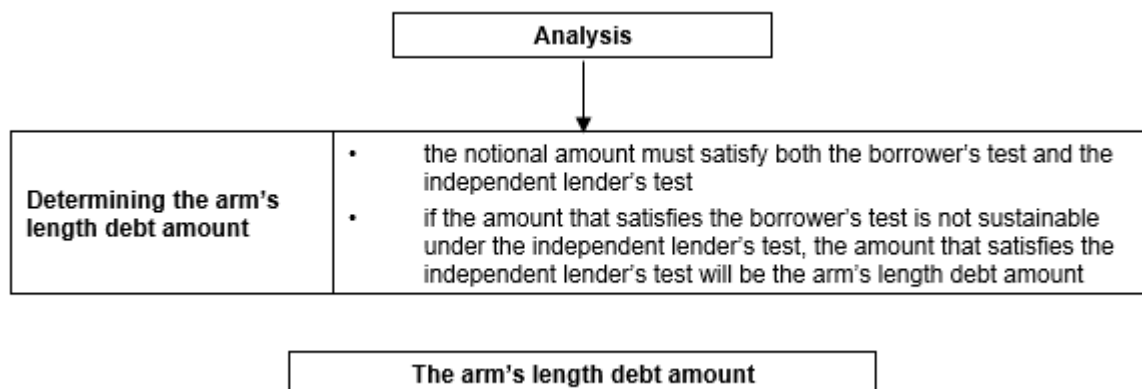 Analysis
Determining the arm's
length debt amount
• the notional amount must satisfy both the borrower's test and the
independent lender's test
• if the amount that satisfies the borrower's test is not sustainable
under the independent lender's test, the amount that satisfies the
independent lender's test will be the arm's length debt amount
The arm's length debt amount